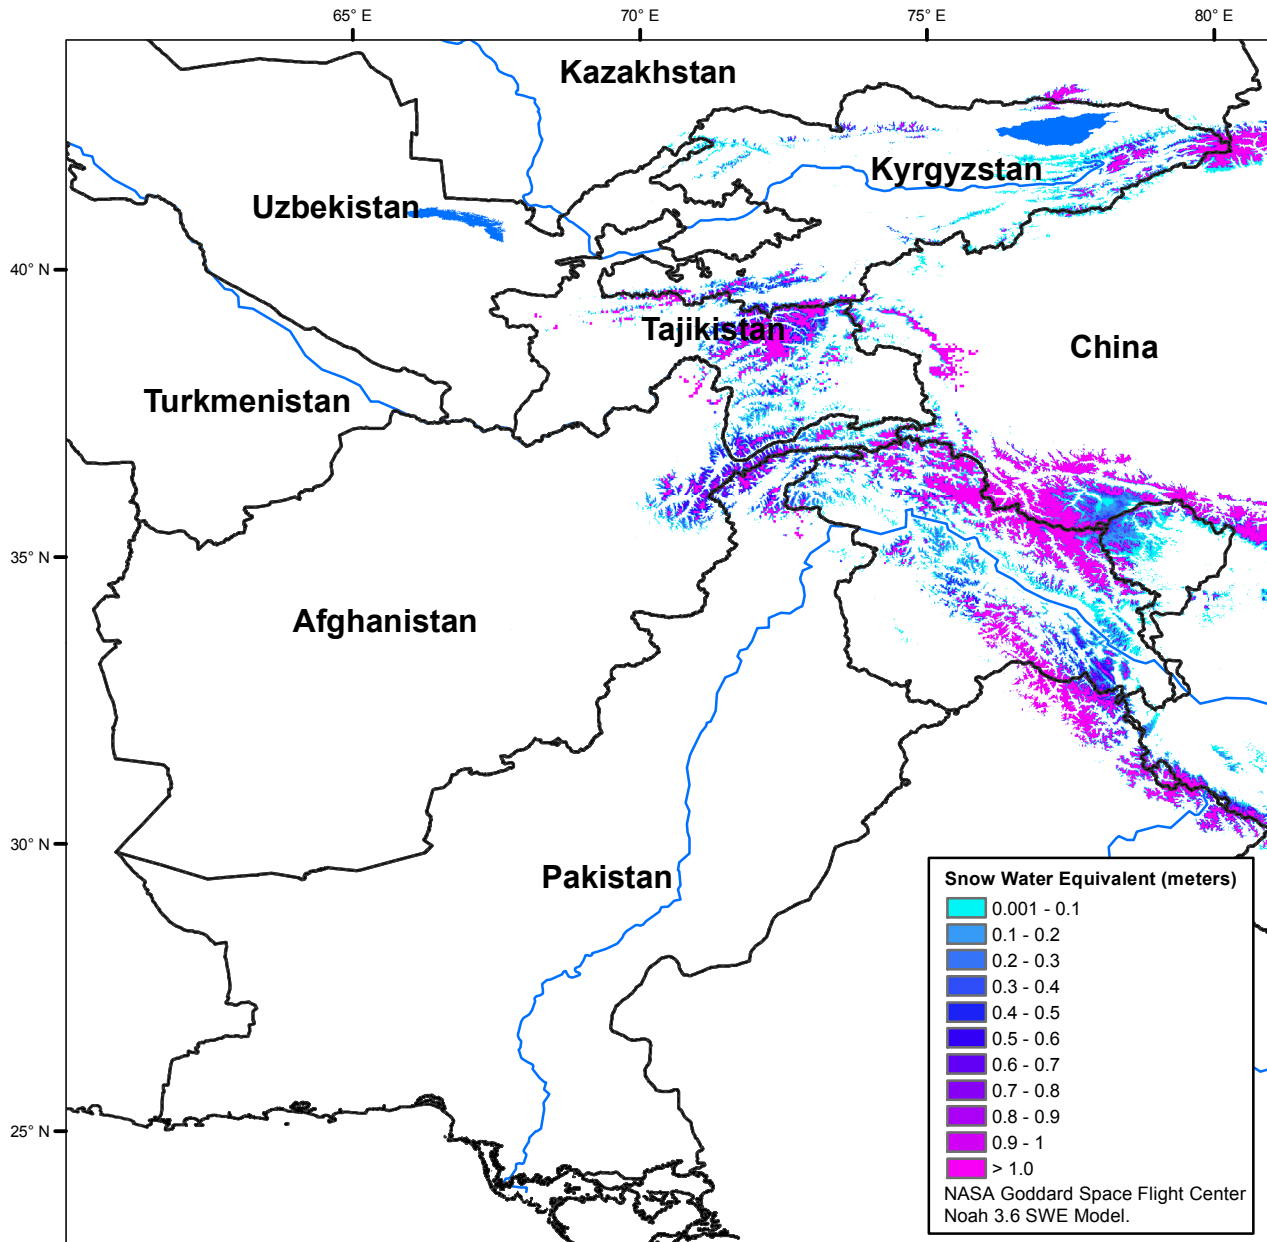 65° E
70° E
75° E
80° E
Kazakhstan
Kyrgyzstan
Uzbekistan
40° N
Tajikistan
China
Turkmenistan
35° N
Afghanistan
30° N
Pakistan
25° N
Snow Water Equivalent (meters)
0.001 - 0.1
0.1 - 0.2
0.2 - 0.3
0.3 - 0.4
0.4 - 0.5
0.5 - 0.6
0.6 - 0.7
0.7 - 0.8
0.8 - 0.9
0.9 - 1
> 1.0
NASA Goddard Space Flight Center
Noah 3.6 SWE Model.